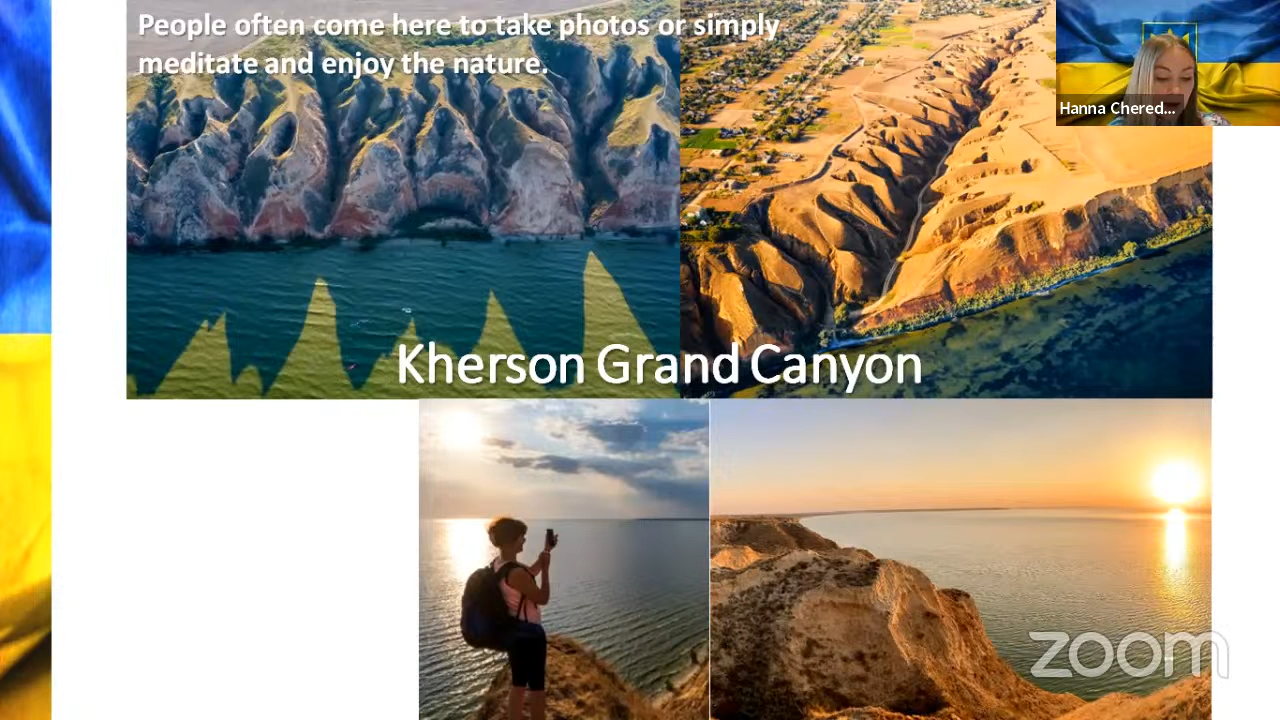 People often come here to take photos or simply
meditate and enjoy the nature.
Hanna Chered...
Kherson Grand Canyon
zoom